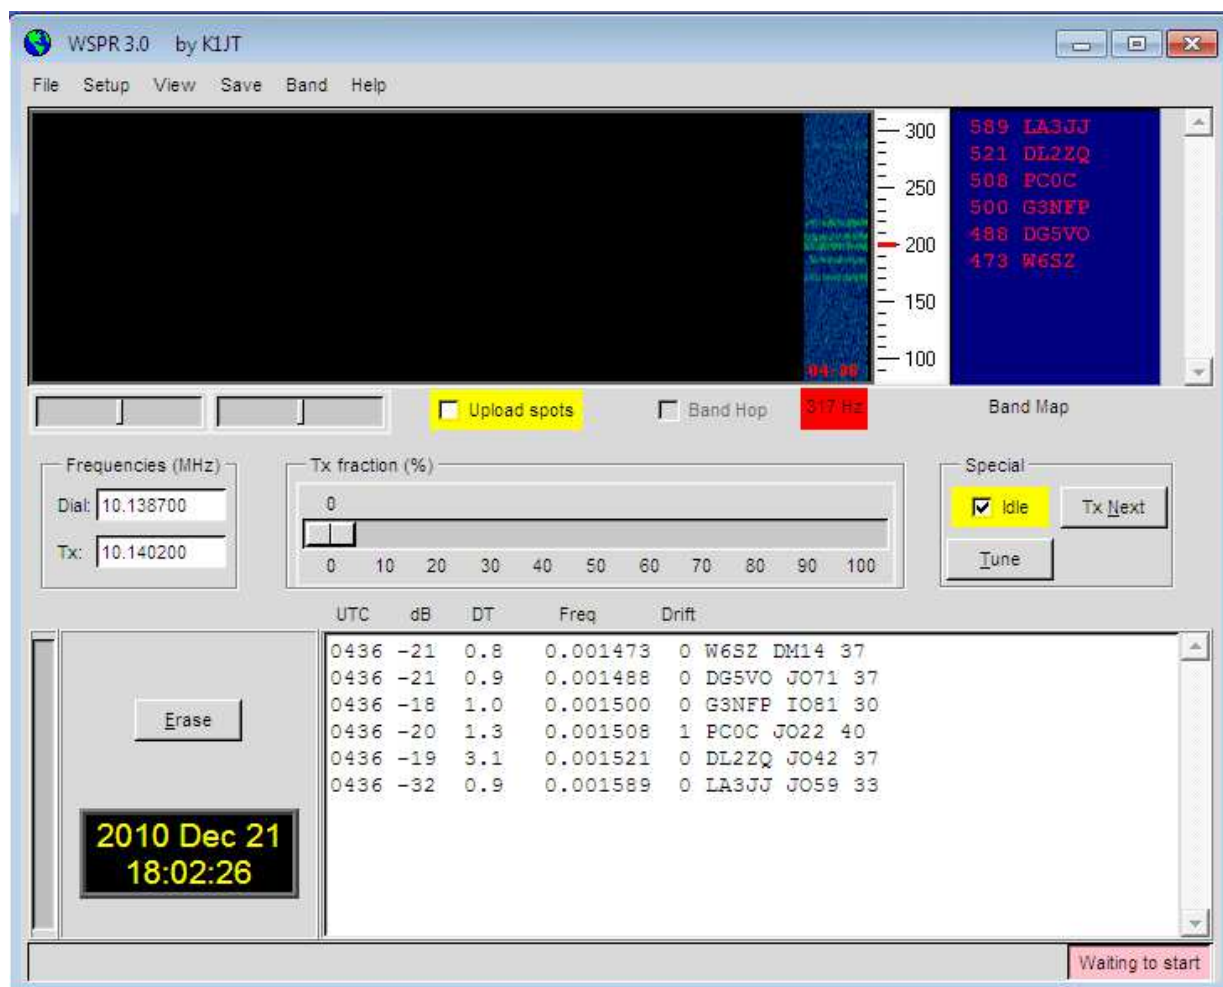 WSPR 3.0 by K1JT
File Setup View Save Band Help
300
250
200
150
100
589 LA3JJ
521 DL2ZQ
508 PC0C
500 G3NFP
488 DG5VO
473 W6SZ
04:36
Upload spots
Band Hop
317 Hz
Band Map
Frequencies (MHz)
Dial: 10.138700
Tx: 10.140200
Tx fraction (%)
0
0 10 20 30 40 50 60 70 80 90 100
Special
Idle
Tx Next
Tune
UTC dB DT Freq Drift
0436 -21 0.8 0.001473 0 W6SZ DM14 37
0436 -21 0.9 0.001488 0 DG5VO JO71 37
0436 -18 1.0 0.001500 0 G3NFP IO81 30
0436 -20 1.3 0.001508 1 PC0C JO22 40
0436 -19 3.1 0.001521 0 DL2ZQ JO42 37
0436 -32 0.9 0.001589 0 LA3JJ JO59 33
Erase
2010 Dec 21
18:02:26
Waiting to start